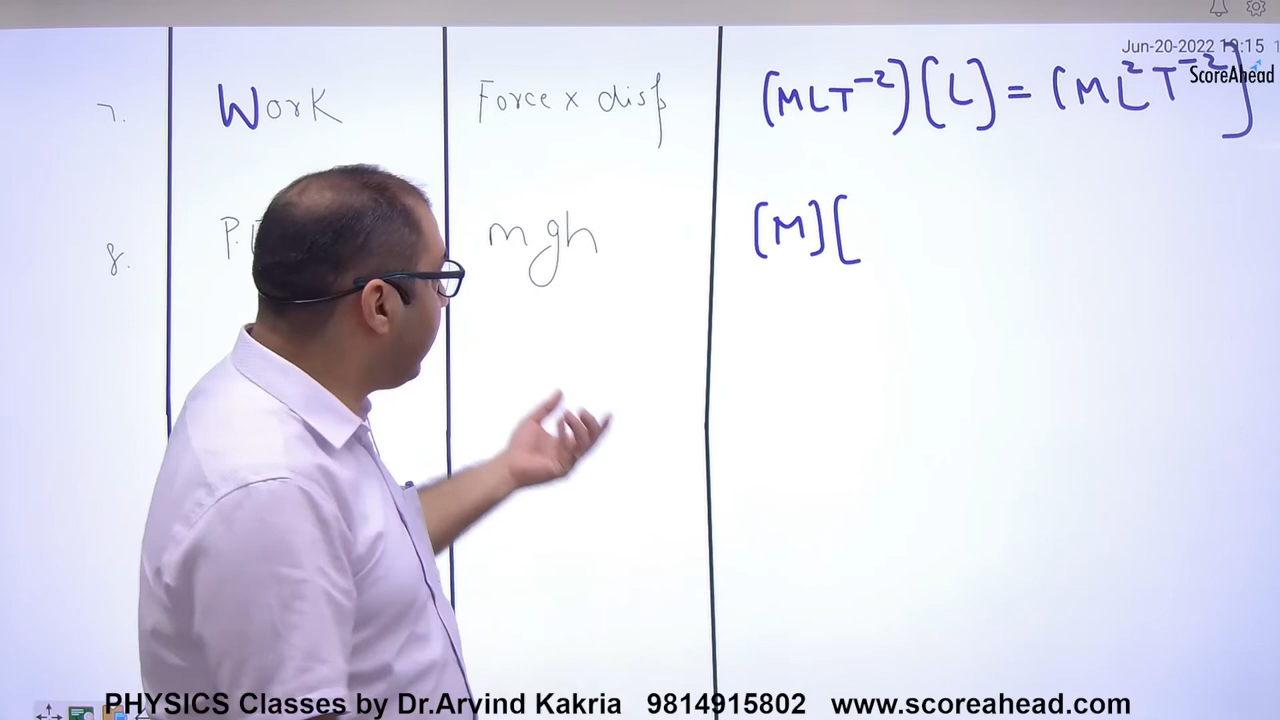 Jun-20-2022 19:15
ScoreAhead
7. Work Force x disp (MLT⁻²) [L] = (ML²T⁻²]
8. mgh [M] [
PHYSICS Classes by Dr.Arvind Kakria 9814915802 www.scoreahead.com